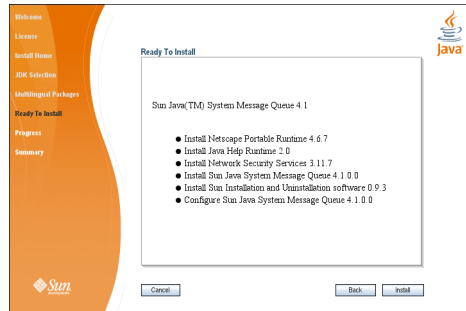 Welcome
License
Install Home
JDK Selection
Multilingual Packages
Ready To Install
Progress
Summary
Sun
Java
Ready To Install
Sun Java(TM) System Message Queue 4.1
● Install Netscape Portable Runtime 4.6.7
● Install Java Help Runtime 2.0
● Install Network Security Services 3.11.7
● Install Sun Java System Message Queue 4.1.0.0
● Install Sun Installation and Uninstallation software 0.9.3
● Configure Sun Java System Message Queue 4.1.0.0
Cancel
Back
Install